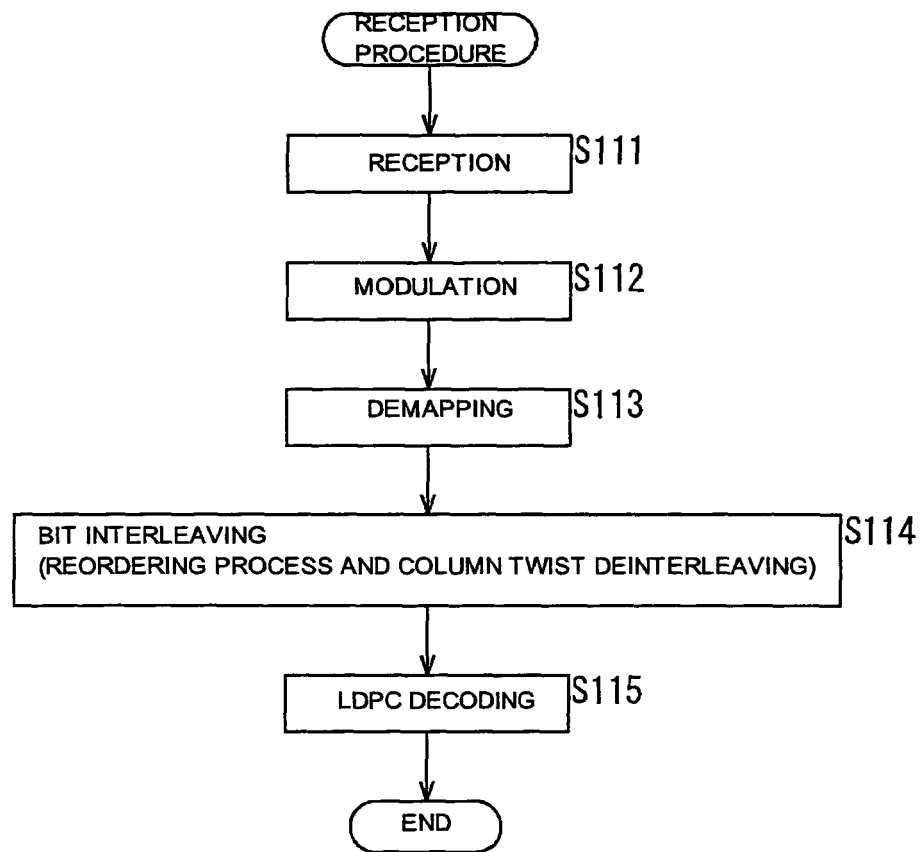 RECEPTION
PROCEDURE
RECEPTION
S111
MODULATION
S112
DEMAPPING
S113
BIT INTERLEAVING
(REORDERING PROCESS AND COLUMN TWIST DEINTERLEAVING)
S114
LDPC DECODING
S115
END